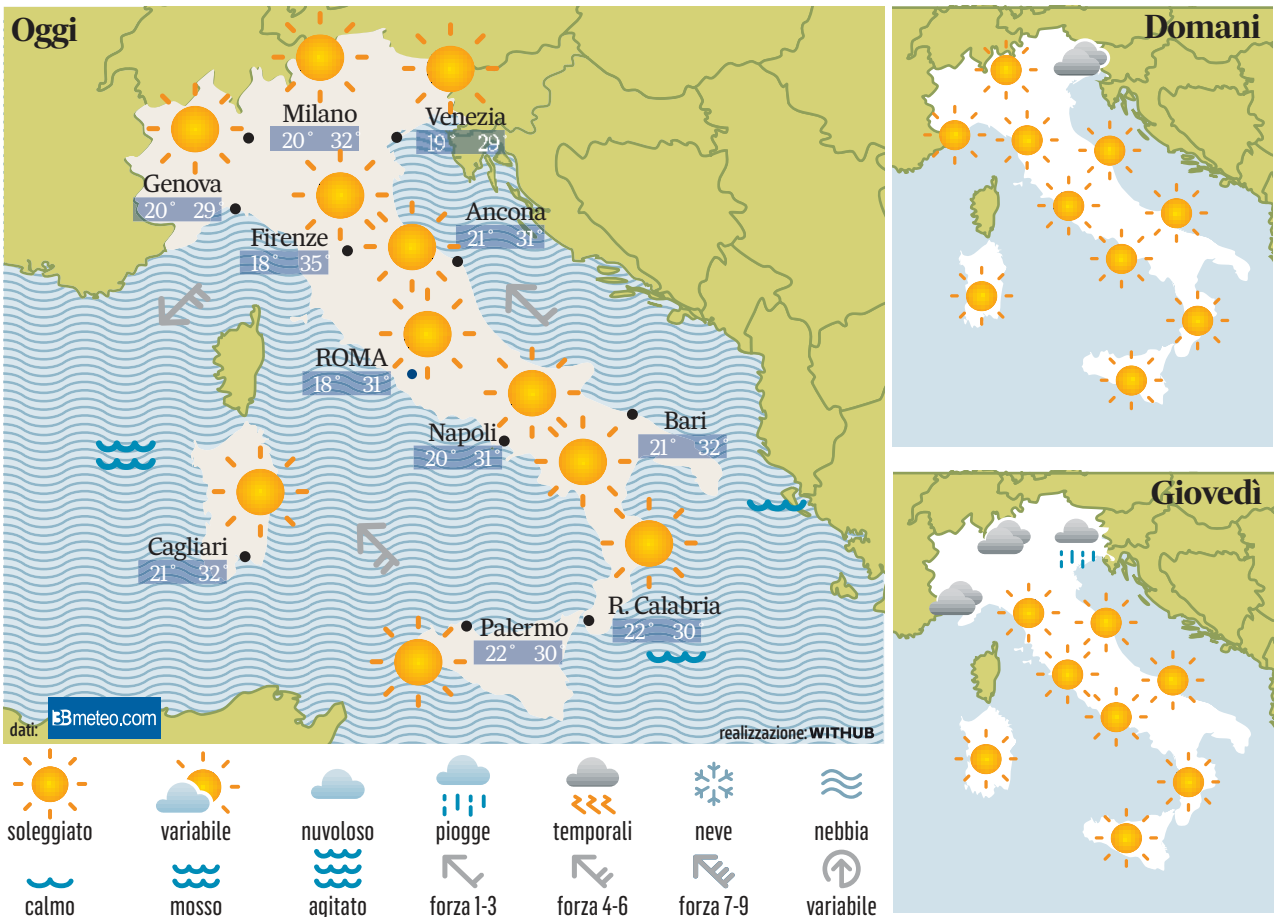 Oggi
Milano
20° 32°
Venezia
19° 29°
Genova
20° 29°
Ancona
21° 31°
Firenze
18° 35°
ROMA
18° 31°
Bari
21° 32°
Napoli
20° 31°
Cagliari
21° 32°
R. Calabria
22° 30°
Palermo
22° 30°
dati: 3Bmeteo.com
realizzazione: WITHUB
Domani
Giovedì
soleggiato variabile nuvoloso piogge temporali neve nebbia
calmo mosso agitato forza 1-3 forza 4-6 forza 7-9 variabile